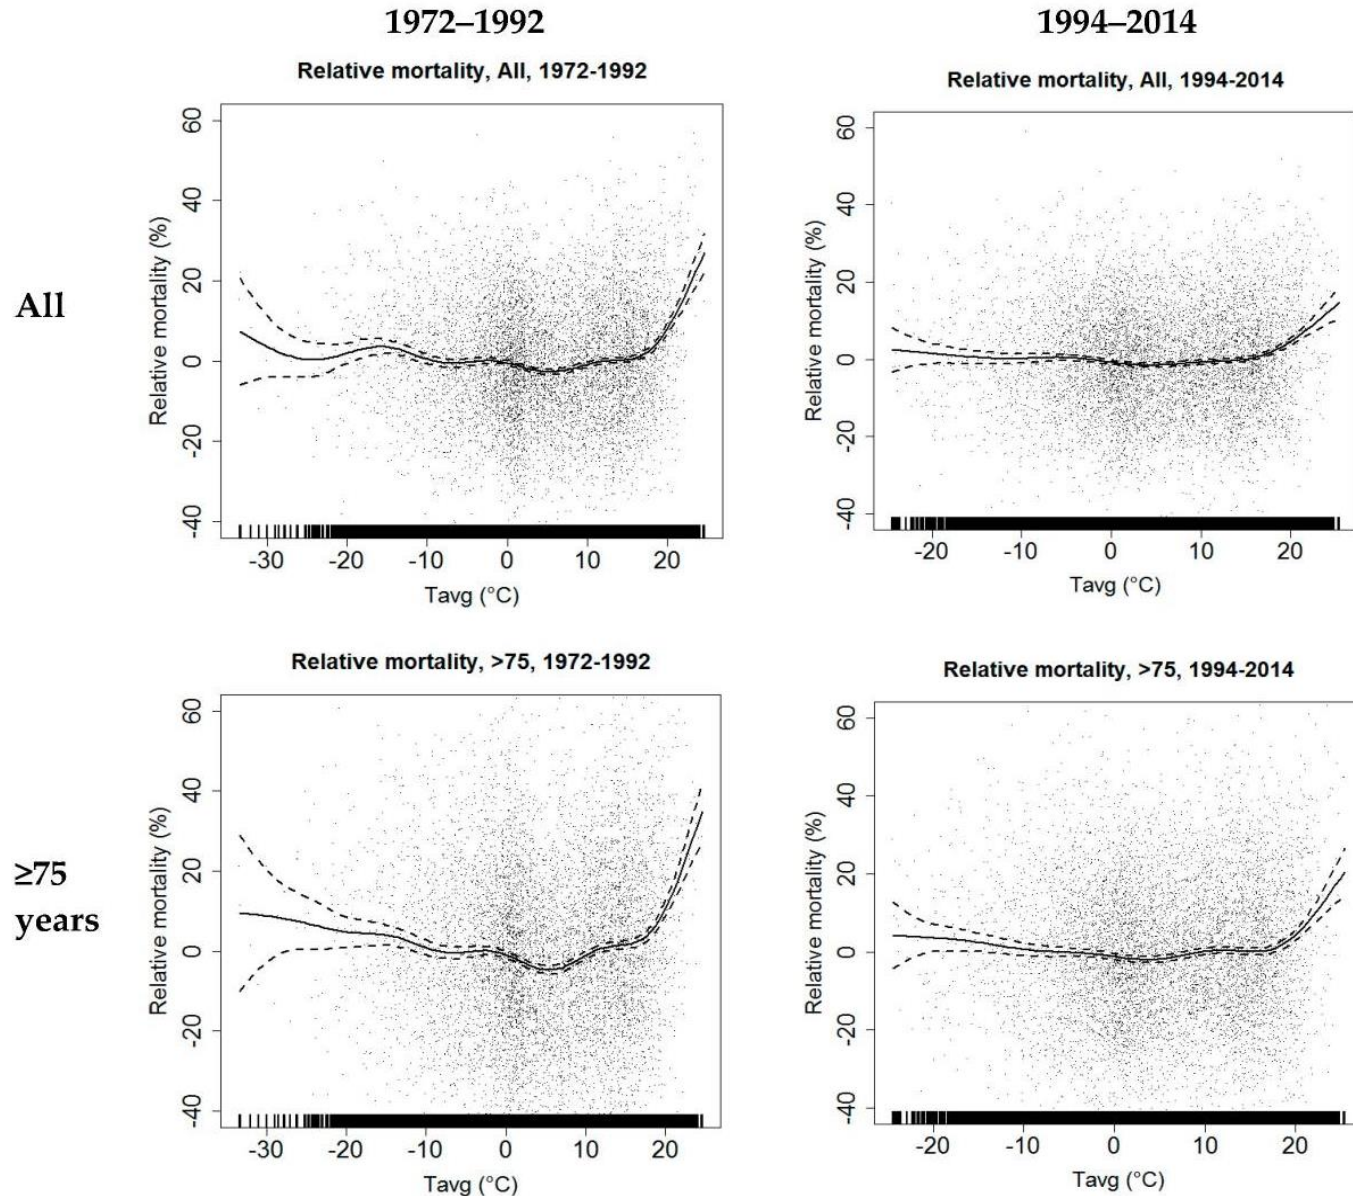 1972–1992
1994–2014
All
Relative mortality, All, 1972-1992
Relative mortality (%)
60
40
20
0
-20
-40
-30 -20 -10 0 10 20
Tavg (°C)
Relative mortality, All, 1994-2014
Relative mortality (%)
60
40
20
0
-20
-40
-20 -10 0 10 20
Tavg (°C)
≥75
years
Relative mortality, >75, 1972-1992
Relative mortality (%)
60
40
20
0
-20
-40
-30 -20 -10 0 10 20
Tavg (°C)
Relative mortality, >75, 1994-2014
Relative mortality (%)
60
40
20
0
-20
-40
-20 -10 0 10 20
Tavg (°C)